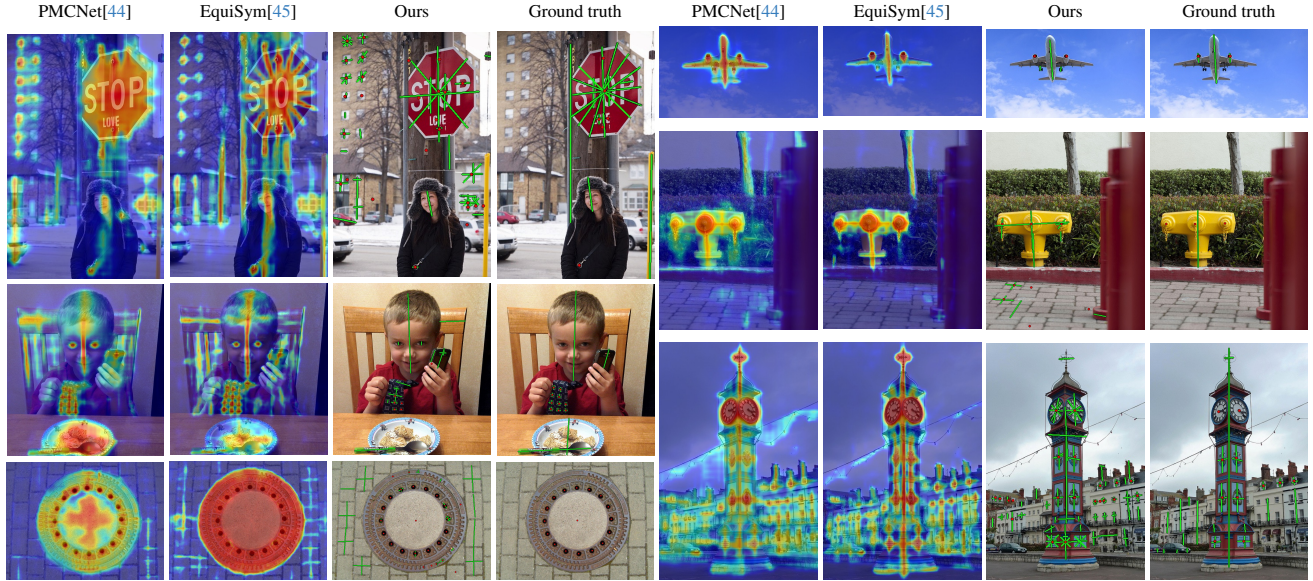 PMCNet[44] EquiSym[45] Ours Ground truth PMCNet[44] EquiSym[45] Ours Ground truth
STOP STOP STOP STOP
LOVE LOVE LOVE